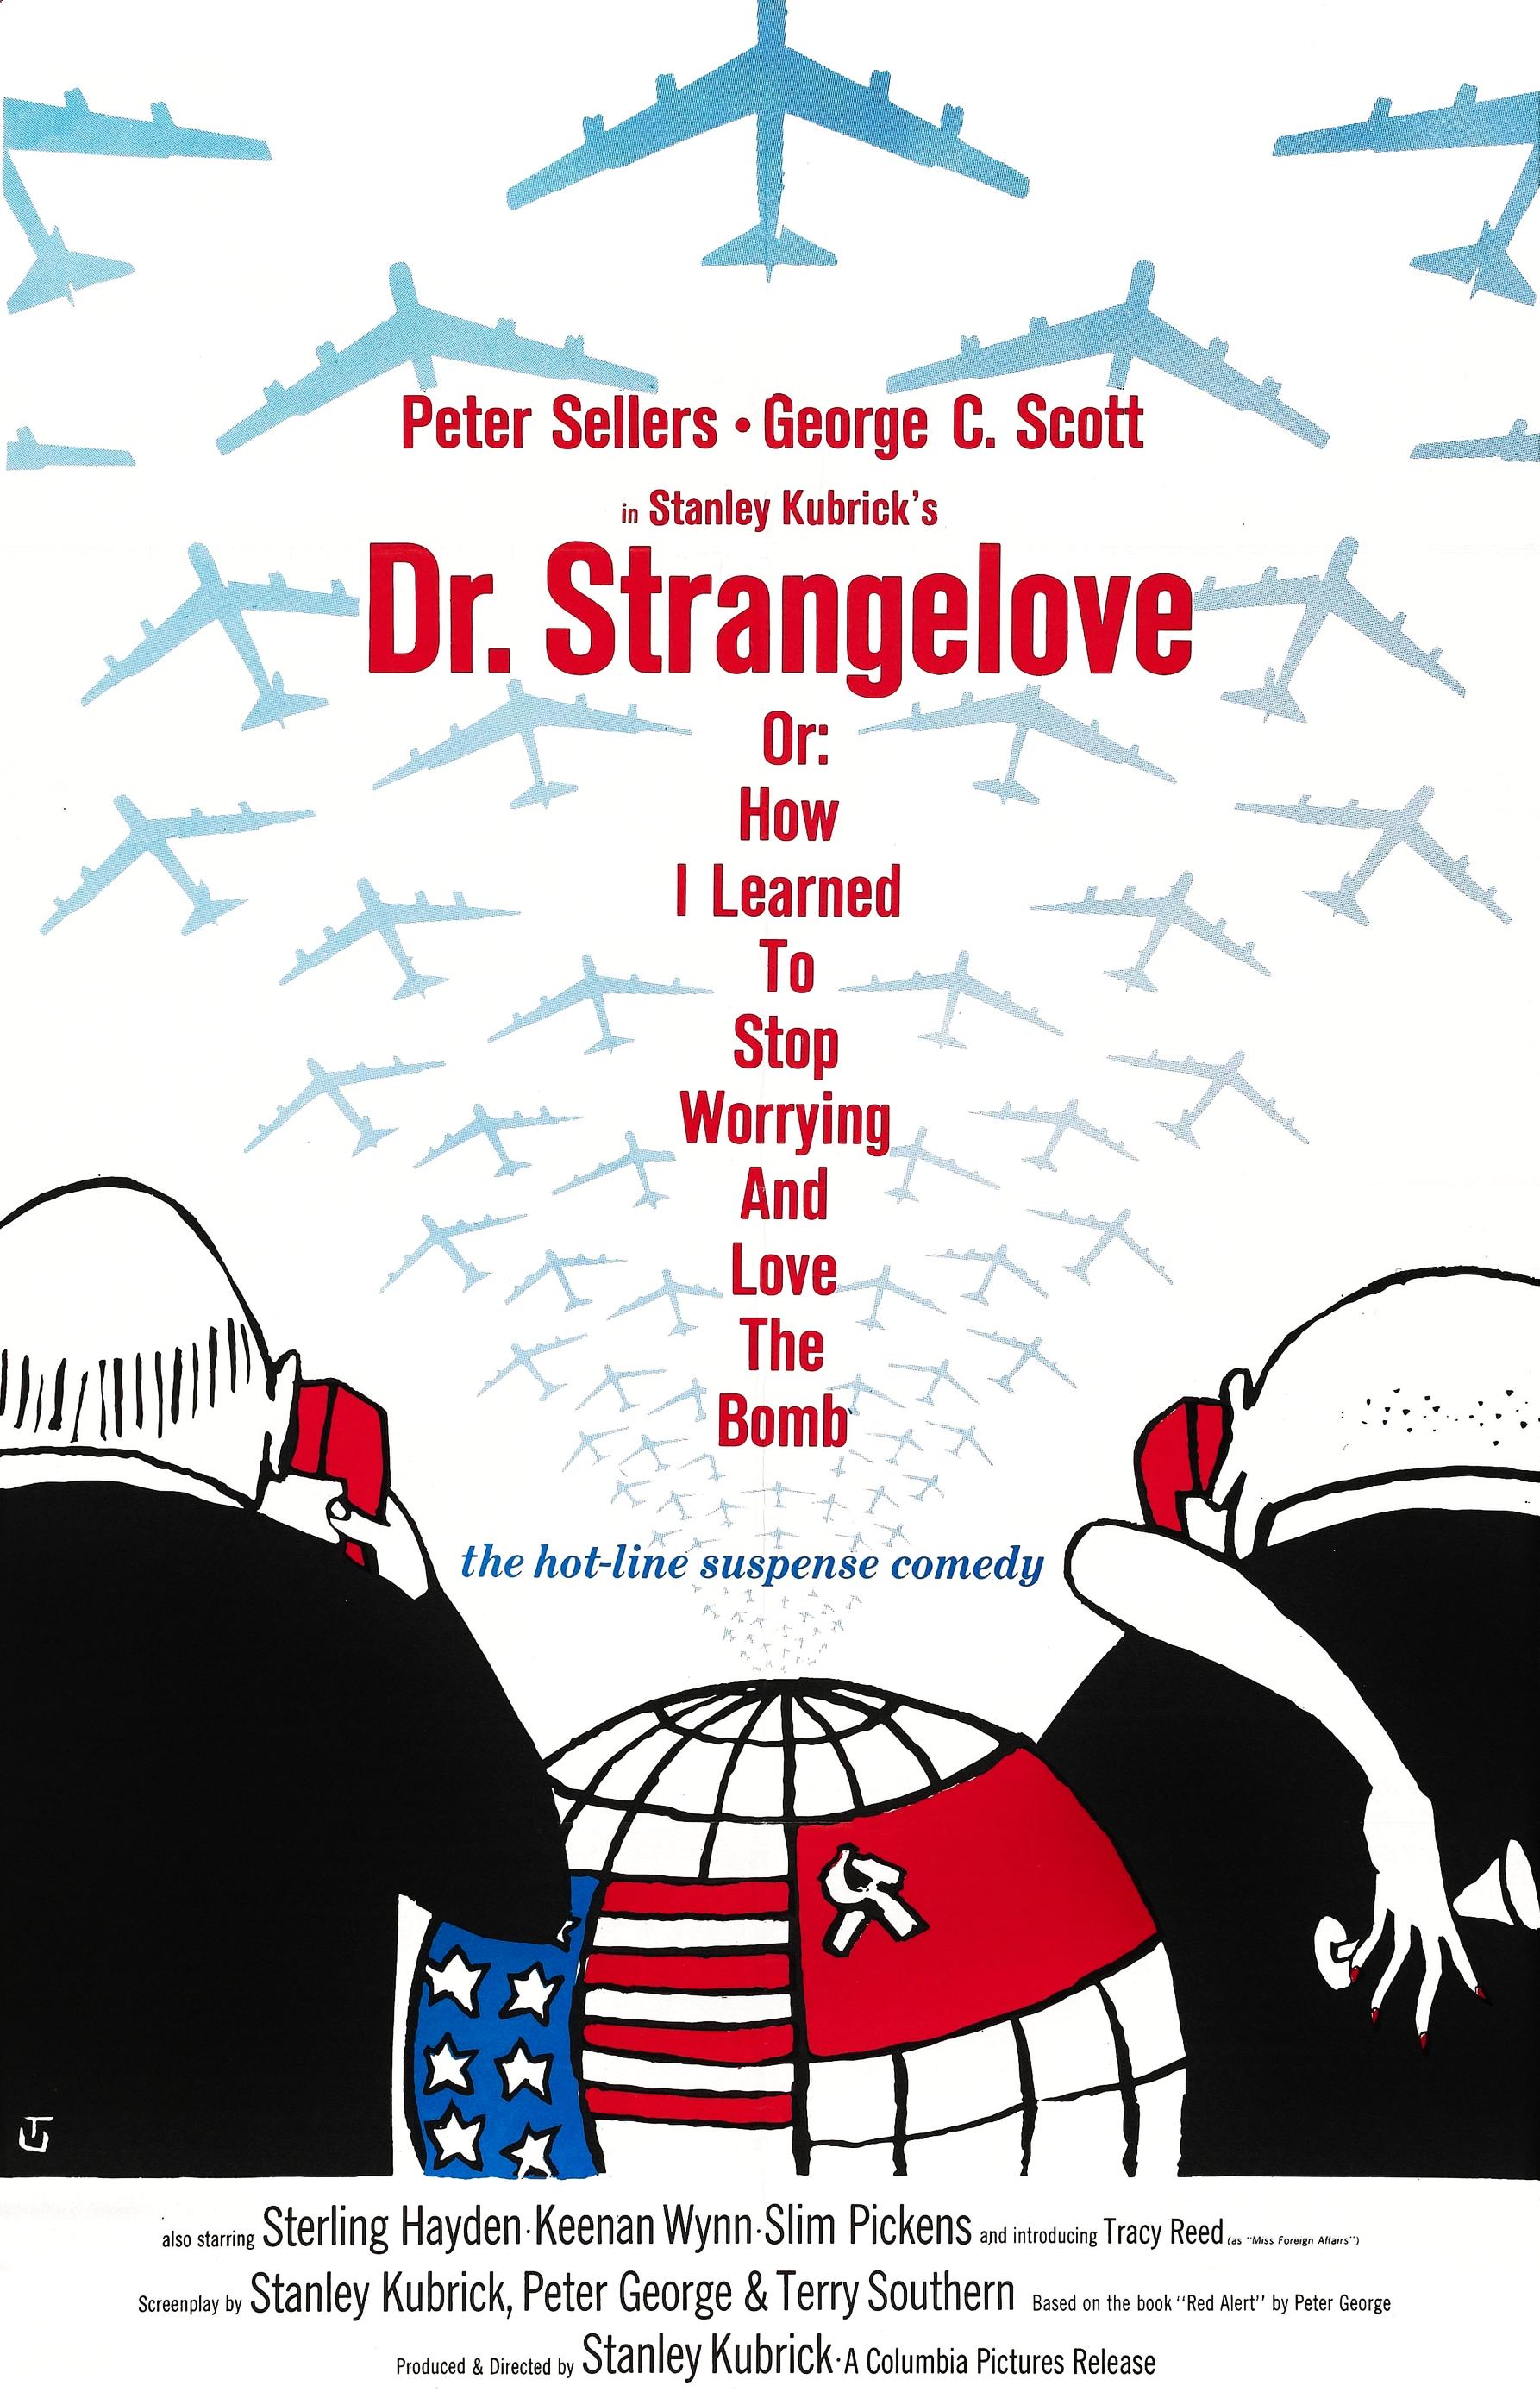 Peter Sellers • George C. Scott
in Stanley Kubrick's
Dr. Strangelove
Or:
How
I Learned
To
Stop
Worrying
And
Love
The
Bomb
the hot-line suspense comedy
also starring Sterling Hayden·Keenan Wynn·Slim Pickens and introducing Tracy Reed (as "Miss Foreign Affairs")
Screenplay by Stanley Kubrick, Peter George & Terry Southern Based on the book "Red Alert" by Peter George
Produced & Directed by Stanley Kubrick·A Columbia Pictures Release